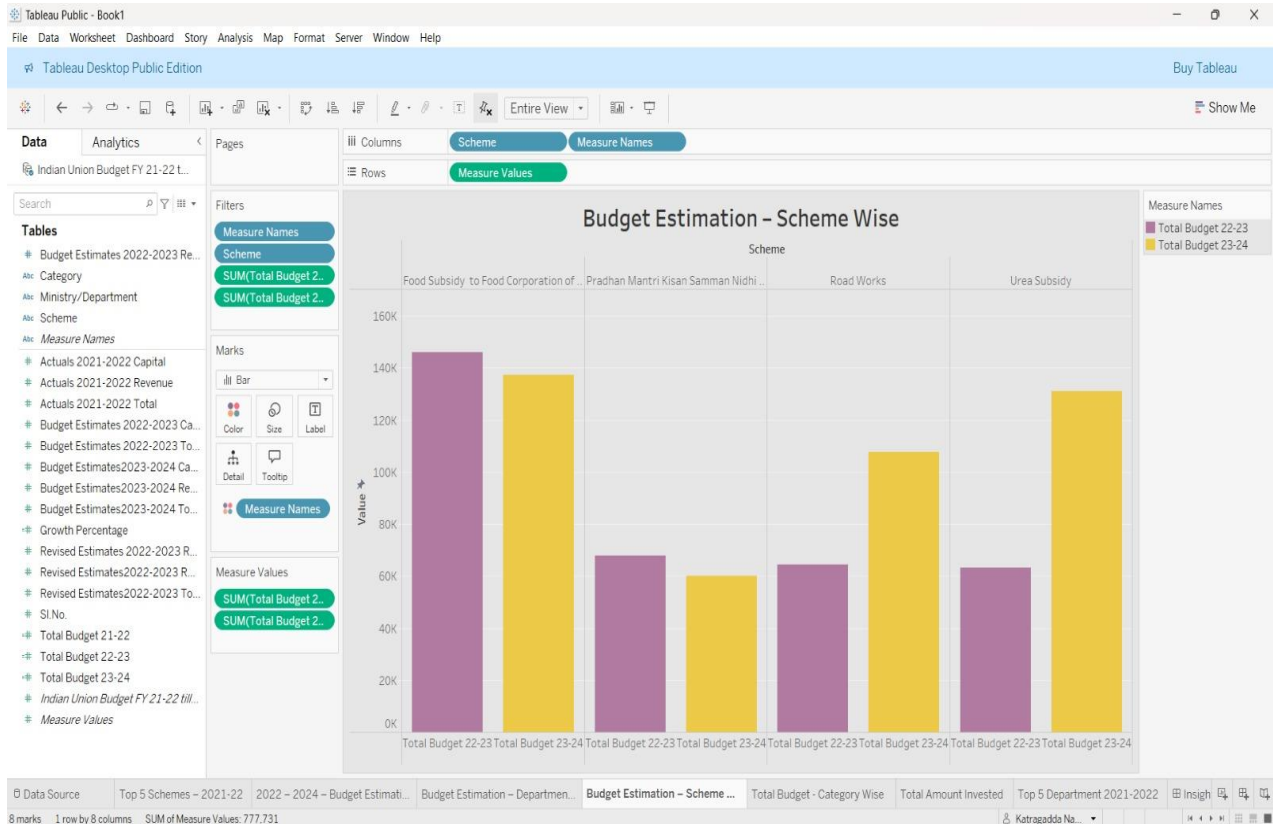 Tableau Public - Book1
File Data Worksheet Dashboard Story Analysis Map Format Server Window Help
Tableau Desktop Public Edition
Buy Tableau
Entire View
Show Me
Data
Analytics
Indian Union Budget FY 21-22 t...
Search
Tables
# Budget Estimates 2022-2023 Re...
Abc Category
Abc Ministry/Department
Abc Scheme
Abc Measure Names
# Actuals 2021-2022 Capital
# Actuals 2021-2022 Revenue
# Actuals 2021-2022 Total
# Budget Estimates 2022-2023 Ca...
# Budget Estimates 2022-2023 To...
# Budget Estimates2023-2024 Ca...
# Budget Estimates2023-2024 Re...
# Budget Estimates2023-2024 To...
=# Growth Percentage
# Revised Estimates 2022-2023 R...
# Revised Estimates2022-2023 R...
# Revised Estimates2022-2023 To...
# Sl.No.
=# Total Budget 21-22
=# Total Budget 22-23
=# Total Budget 23-24
# Indian Union Budget FY 21-22 till...
# Measure Values
Pages
Filters
Measure Names
Scheme
SUM(Total Budget 2..
SUM(Total Budget 2..
Marks
Bar
Color Size Label
Detail Tooltip
Measure Names
Measure Values
SUM(Total Budget 2..
SUM(Total Budget 2..
Columns
Scheme
Measure Names
Rows
Measure Values
Budget Estimation – Scheme Wise
Scheme
Food Subsidy to Food Corporation of .. Pradhan Mantri Kisan Samman Nidhi .. Road Works Urea Subsidy
160K
140K
120K
100K
80K
60K
40K
20K
0K
Value
Total Budget 22-23 Total Budget 23-24 Total Budget 22-23 Total Budget 23-24 Total Budget 22-23 Total Budget 23-24 Total Budget 22-23 Total Budget 23-24
Measure Names
Total Budget 22-23
Total Budget 23-24
Data Source
Top 5 Schemes – 2021-22
2022 – 2024 – Budget Estimati...
Budget Estimation – Departmen...
Budget Estimation – Scheme ...
Total Budget - Category Wise
Total Amount Invested
Top 5 Department 2021-2022
Insigh
8 marks 1 row by 8 columns SUM of Measure Values: 777,731
Katragadda Na...